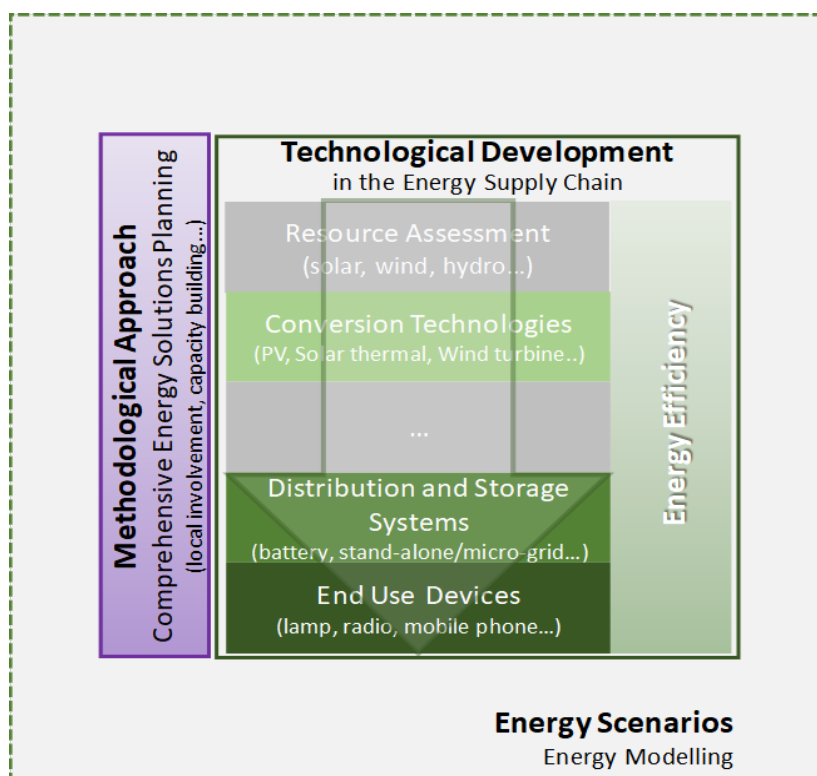 Methodological Approach
Comprehensive Energy Solutions Planning
(local involvement, capacity building...)
Technological Development
in the Energy Supply Chain
Resource Assessment
(solar, wind, hydro...)
Conversion Technologies
(PV, Solar thermal, Wind turbine..)
...
Distribution and Storage
Systems
(battery, stand-alone/micro-grid...)
End Use Devices
(lamp, radio, mobile phone...)
Energy Efficiency
Energy Scenarios
Energy Modelling